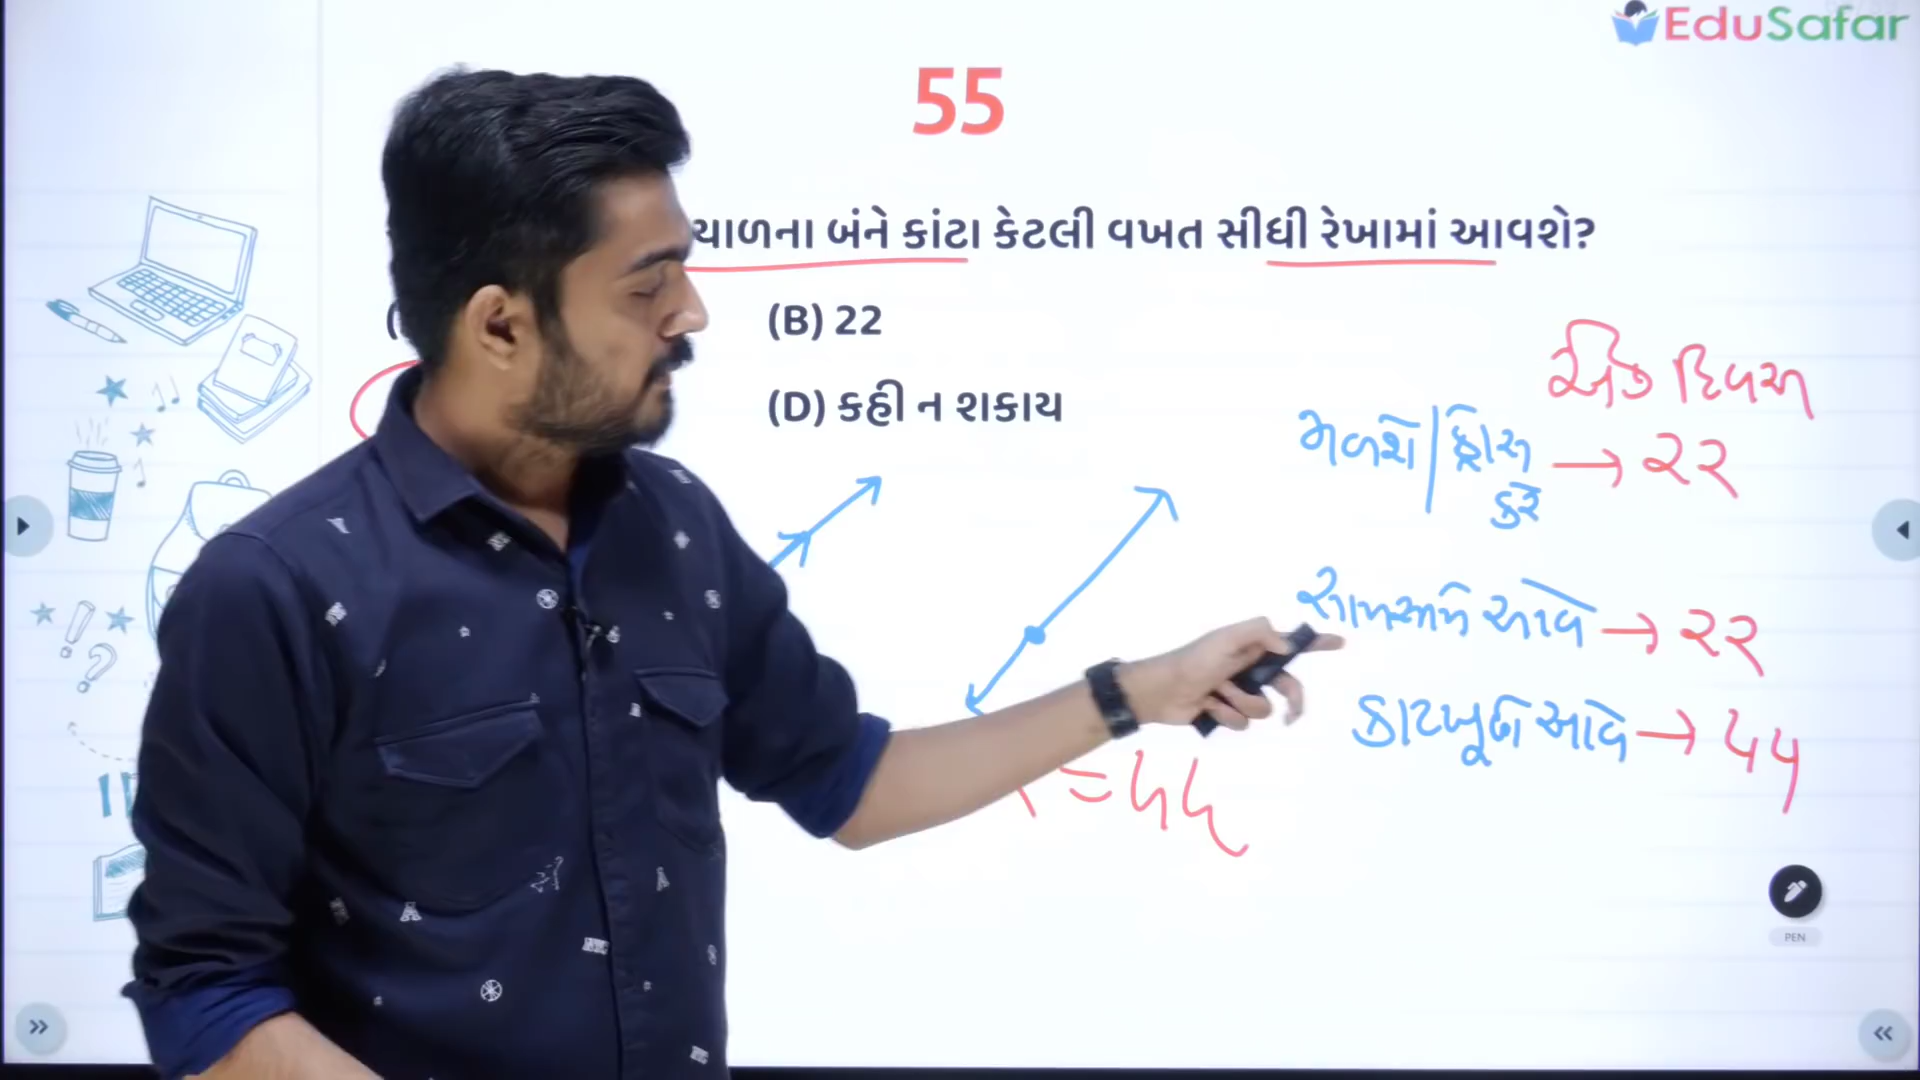 EduSafar
55
યાળના બંને કાંટા કેટલી વખત સીધી રેખામાં આવશે?
(B) 22
(D) કહી ન શકાય
એક દિવસ
મળશે | ક્રોસ → ૨૨
કરે
સામસામે આવે → ૨૨
કાટખૂણે આવે → ૪૪
= ૪૪
PEN